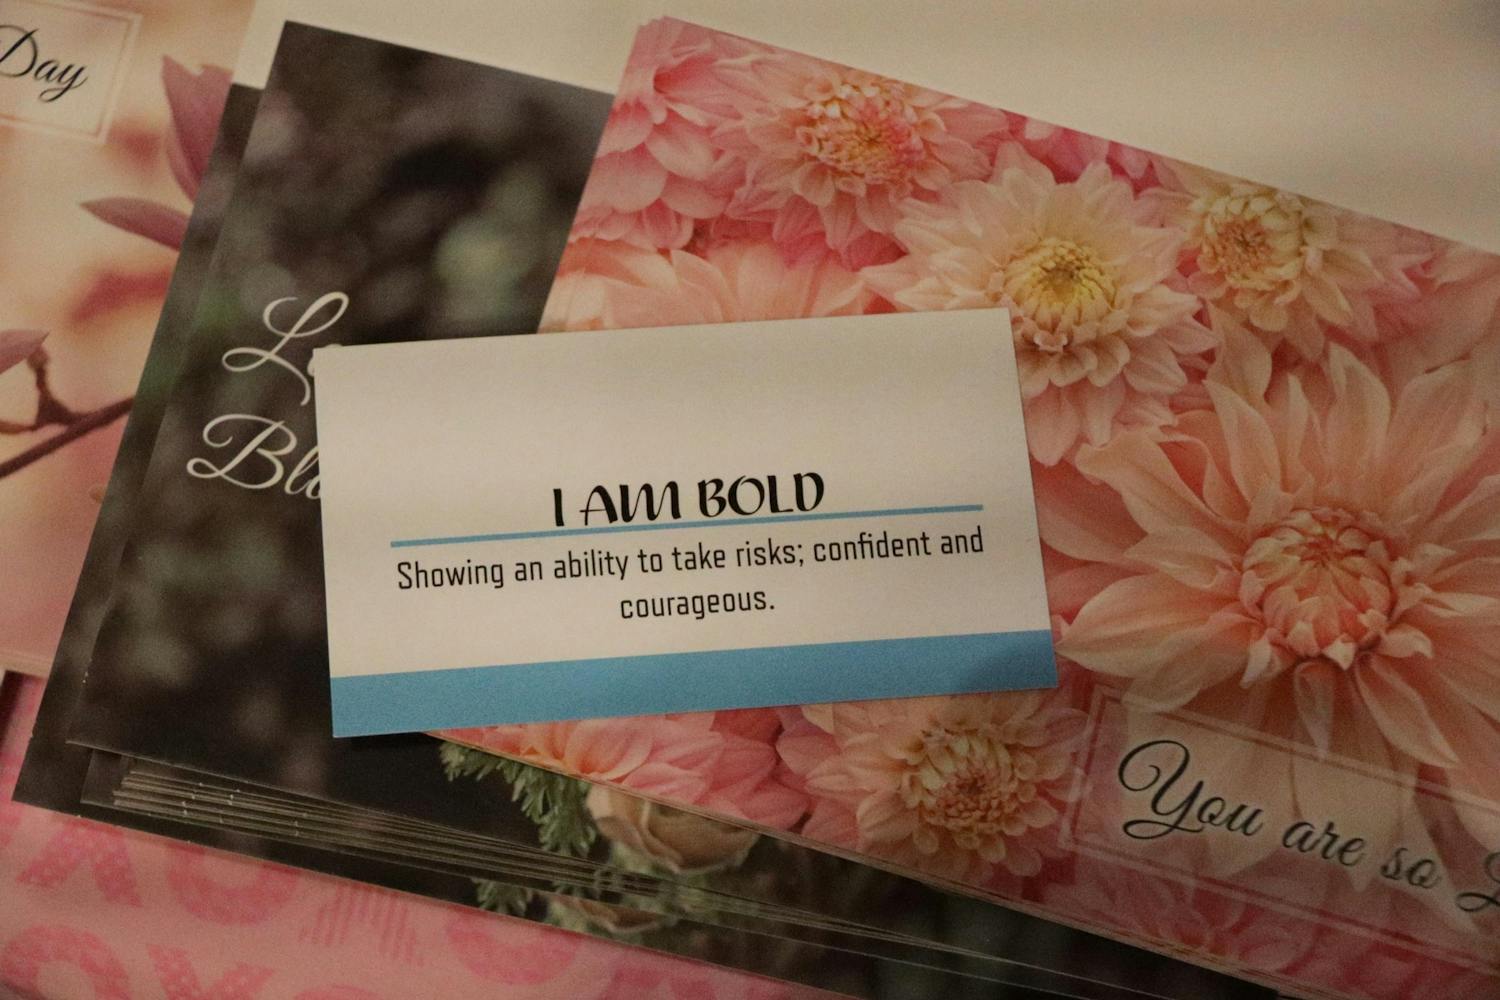 Day
I AM BOLD
Showing an ability to take risks; confident and
courageous.
You are so